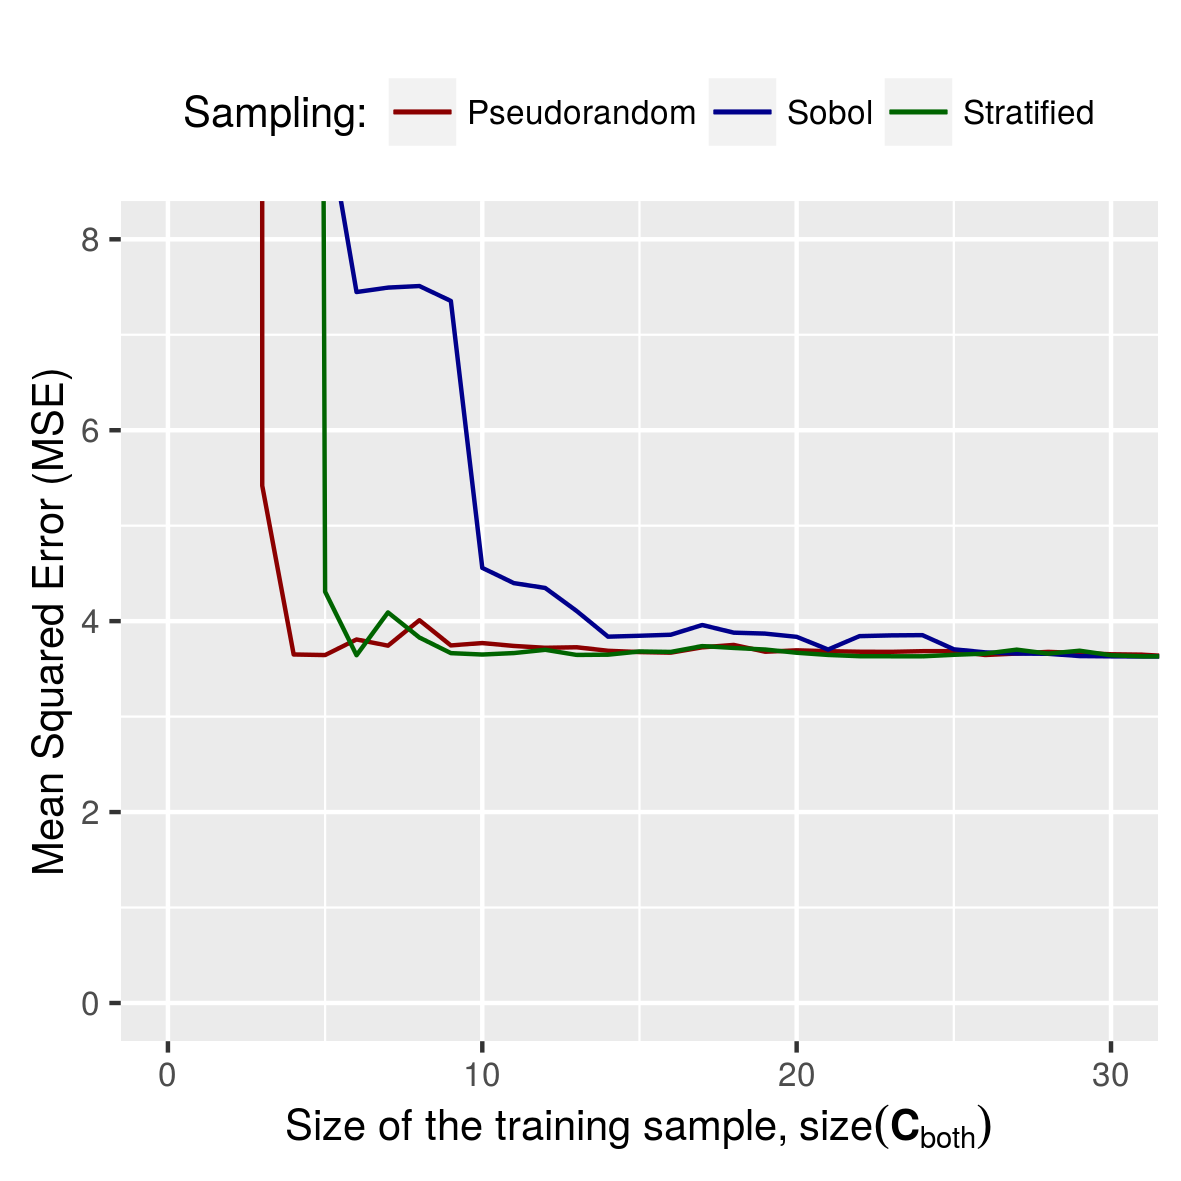 Sampling: Pseudorandom Sobol Stratified
8
6
4
2
0
Mean Squared Error (MSE)
0 10 20 30
Size of the training sample, size(C_both)